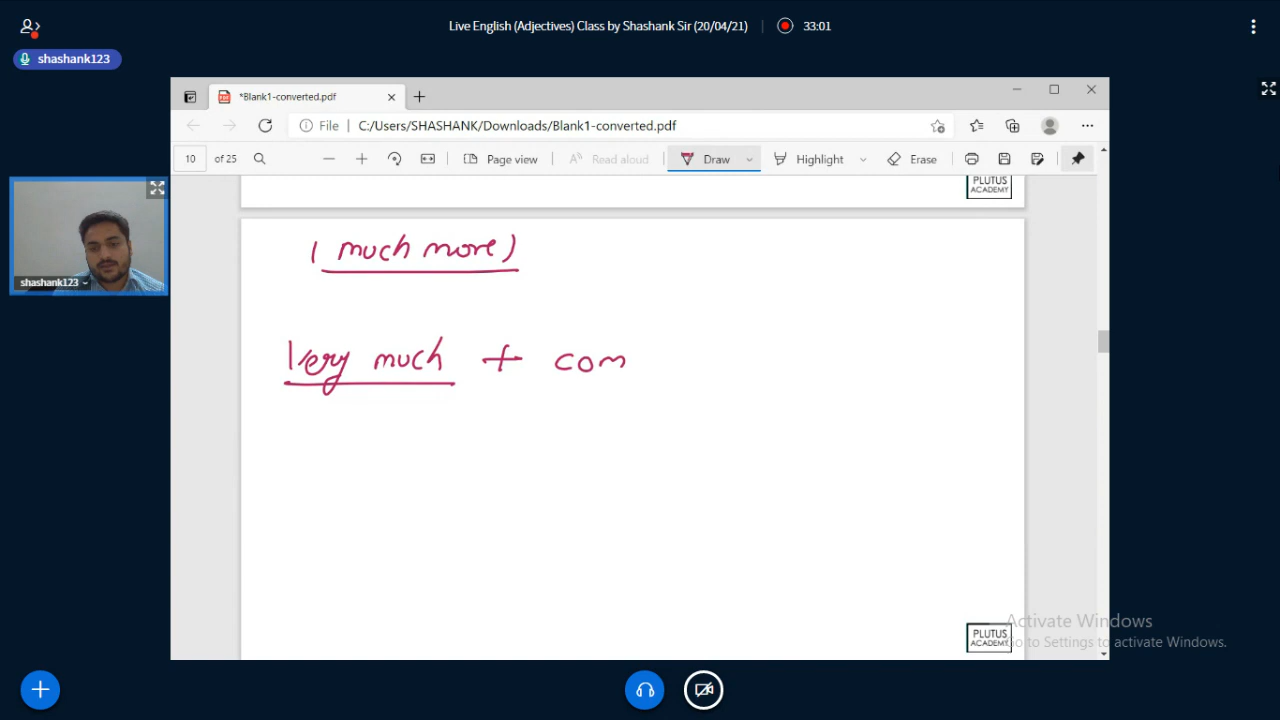 Live English (Adjectives) Class by Shashank Sir (20/04/21)
33:01
shashank123
*Blank1-converted.pdf
File
C:/Users/SHASHANK/Downloads/Blank1-converted.pdf
10 of 25
Page view
Read aloud
Draw
Highlight
Erase
PLUTUS
ACADEMY
(much more)
shashank123
Very much + com
Activate Windows
Go to Settings to activate Windows.
PLUTUS
ACADEMY